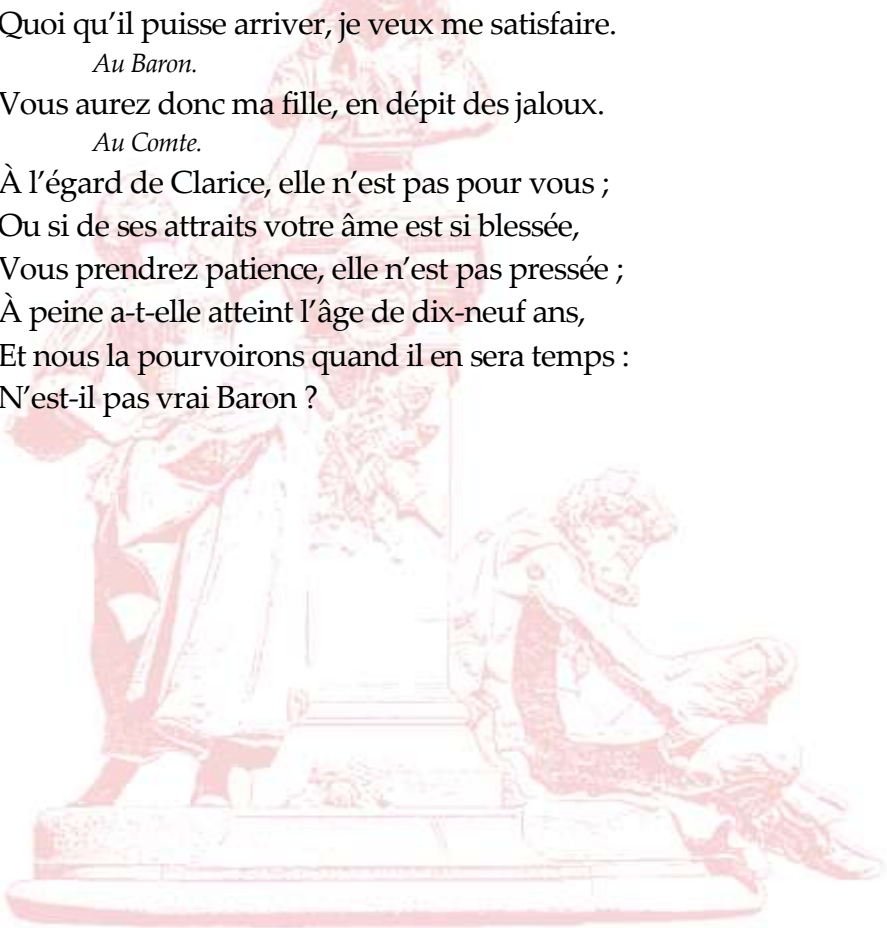 Quoi qu’il puisse arriver, je veux me satisfaire.
Au Baron.
Vous aurez donc ma fille, en dépit des jaloux.
Au Comte.
À l’égard de Clarice, elle n’est pas pour vous ;
Ou si de ses attraits votre âme est si blessée,
Vous prendrez patience, elle n’est pas pressée ;
À peine a-t-elle atteint l’âge de dix-neuf ans,
Et nous la pourvoirons quand il en sera temps :
N’est-il pas vrai Baron ?